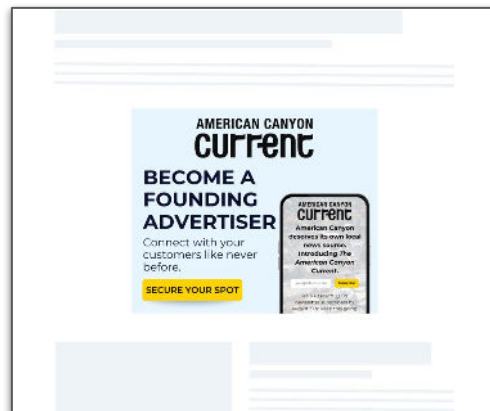 AMERICAN CANYON
CURRENT
BECOME A
FOUNDING
ADVERTISER
Connect with your
customers like never
before.
SECURE YOUR SPOT
AMERICAN CANYON
CURRENT
American Canyon
deserves its own local
news source.
Introducing The
American Canyon
Current.